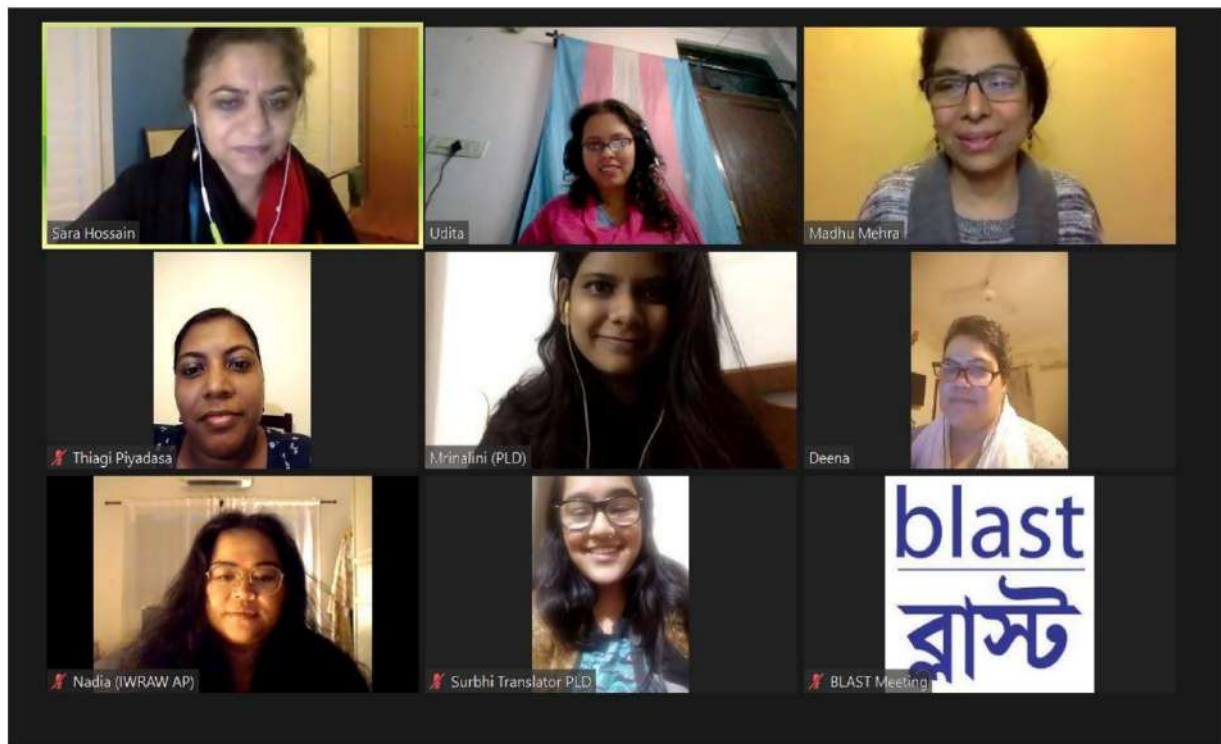 Sara Hossain
Udita
Madhu Mehra
Thiagi Piyadasa
Mrinalini (PLD)
Deena
Nadia (IWRAW AP)
Surbhi Translator PLD
blast
ব্লাস্ট
BLAST Meeting